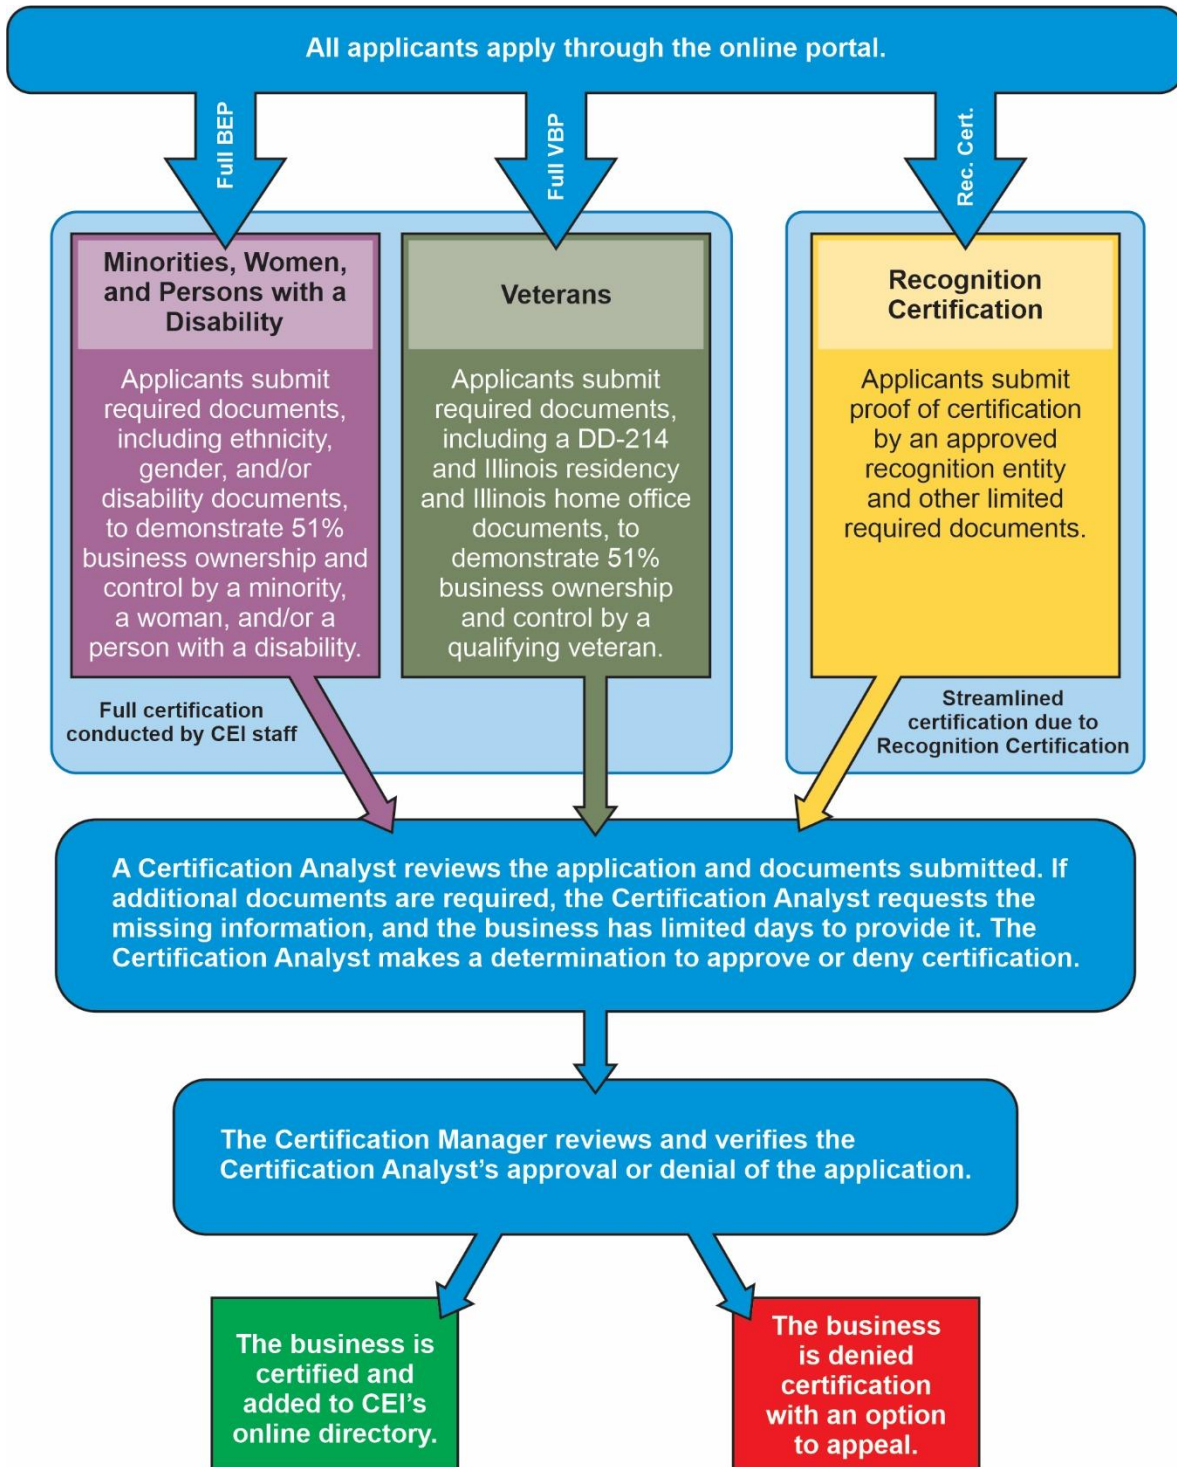 All applicants apply through the online portal.
Full BEP
Full VBP
Rec. Cert.
Minorities, Women,
and Persons with a
Disability
Applicants submit
required documents,
including ethnicity,
gender, and/or
disability documents,
to demonstrate 51%
business ownership and
control by a minority,
a woman, and/or a
person with a disability.
Veterans
Applicants submit
required documents,
including a DD-214
and Illinois residency
and Illinois home office
documents, to
demonstrate 51%
business ownership
and control by a
qualifying veteran.
Recognition
Certification
Applicants submit
proof of certification
by an approved
recognition entity
and other limited
required documents.
Full certification
conducted by CEI staff
Streamlined
certification due to
Recognition Certification
A Certification Analyst reviews the application and documents submitted. If
additional documents are required, the Certification Analyst requests the
missing information, and the business has limited days to provide it. The
Certification Analyst makes a determination to approve or deny certification.
The Certification Manager reviews and verifies the
Certification Analyst’s approval or denial of the application.
The business is
certified and
added to CEI’s
online directory.
The business
is denied
certification
with an option
to appeal.